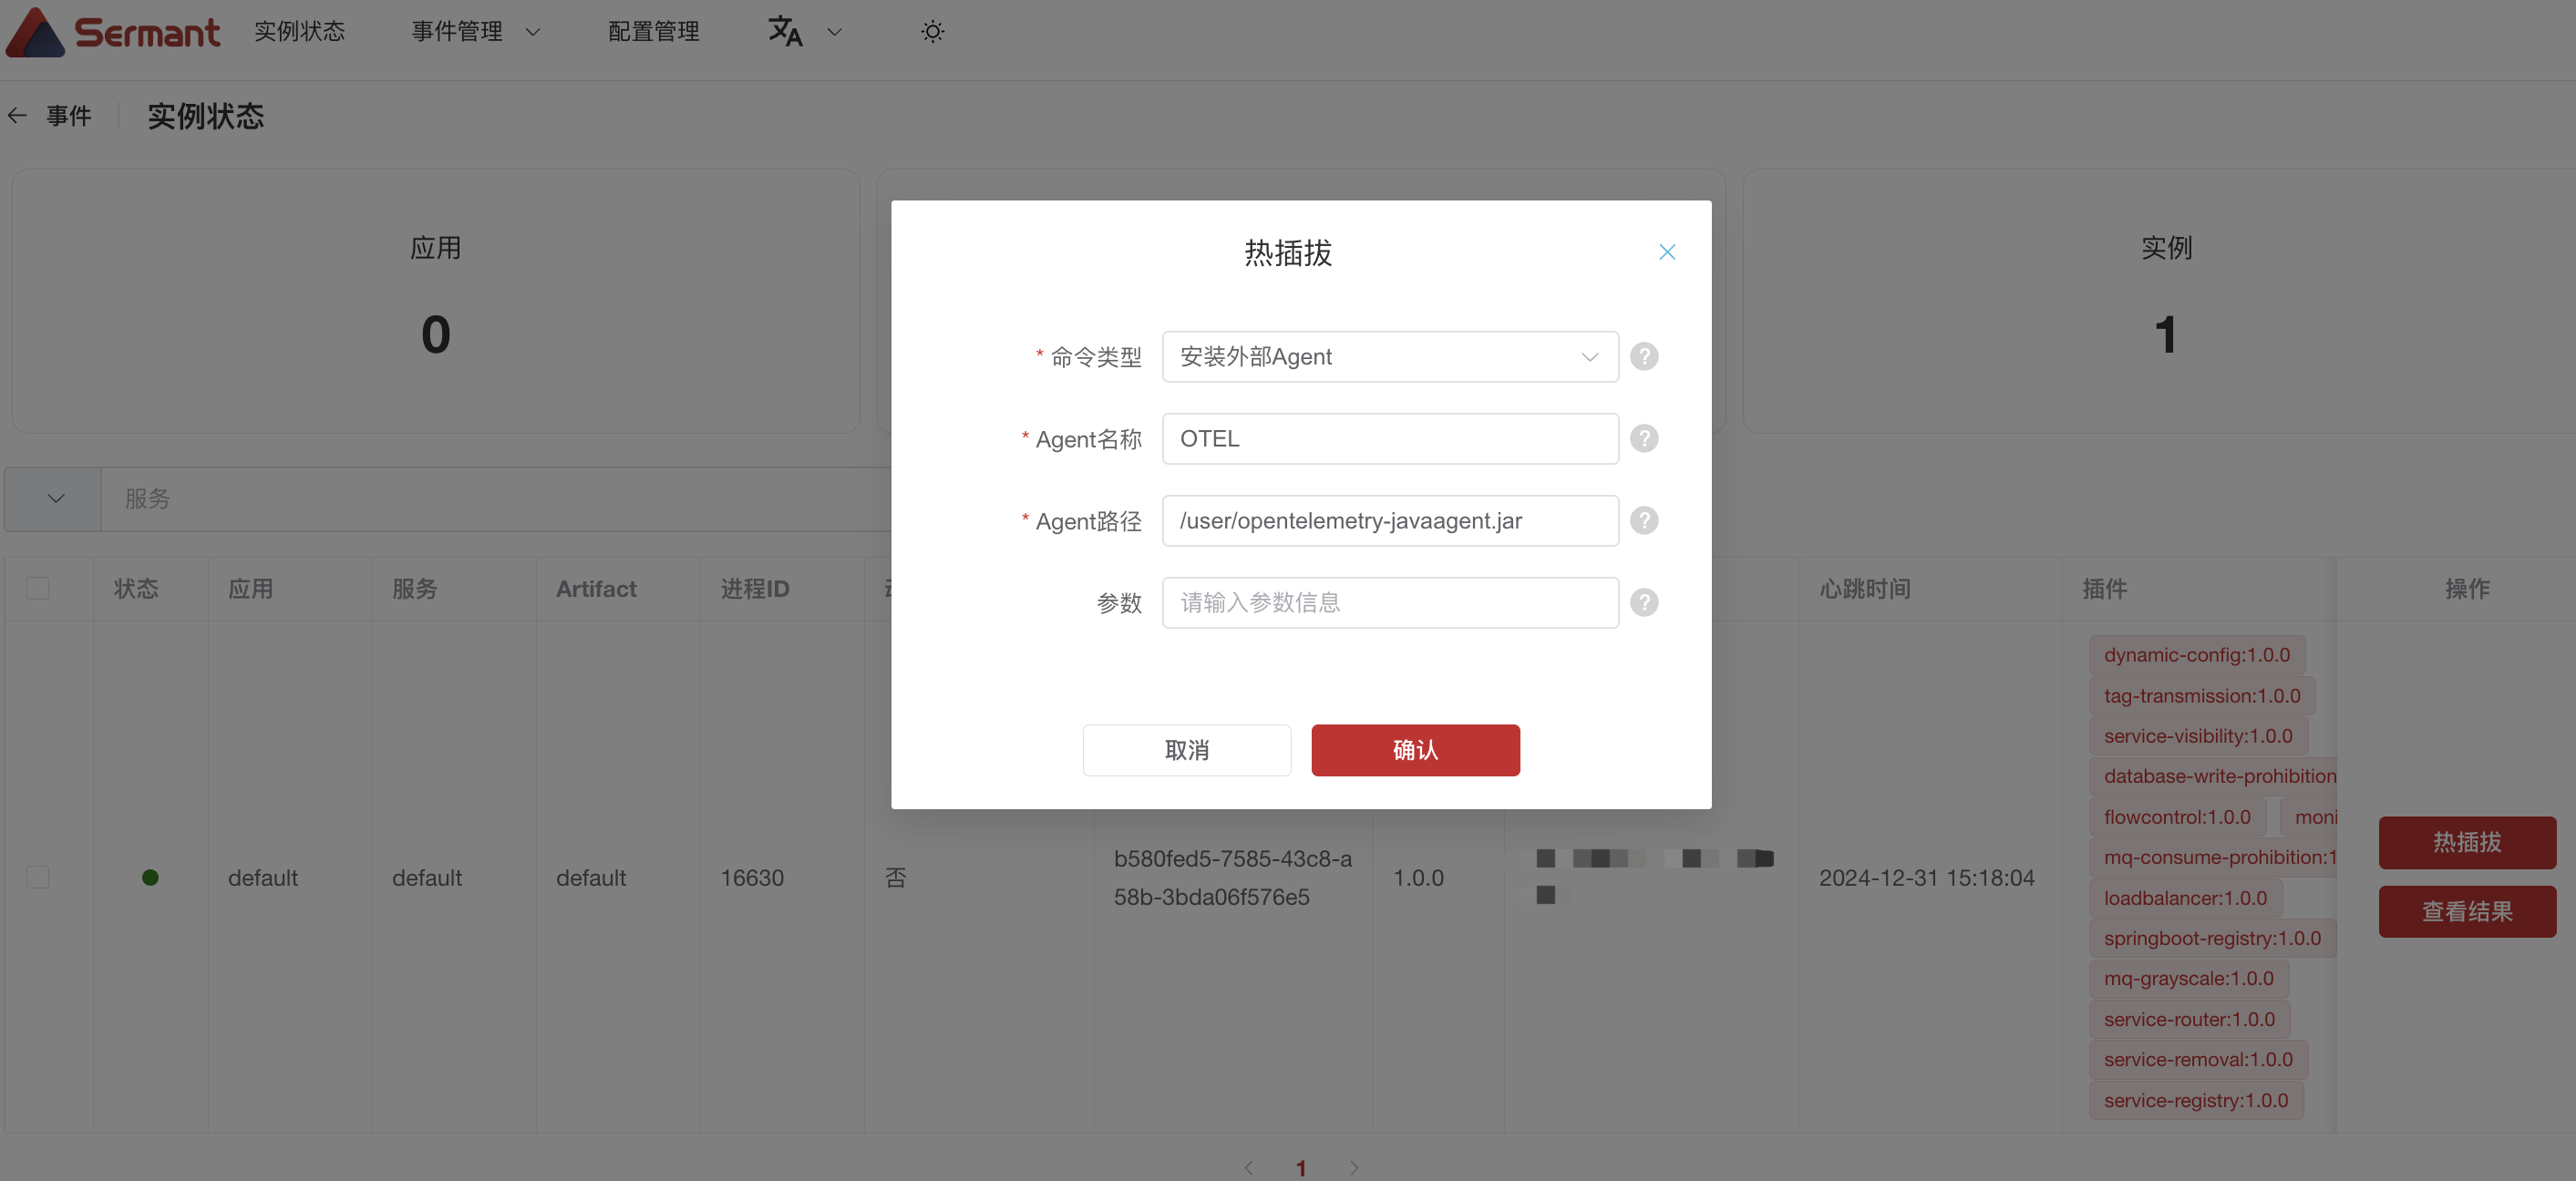 Sermant 实例状态 事件管理 配置管理
事件 实例状态
应用
0
实例
1
热插拔
* 命令类型 安装外部Agent ?
* Agent名称 OTEL ?
* Agent路径 /user/opentelemetry-javaagent.jar ?
参数 请输入参数信息 ?
取消 确认
服务
状态 应用 服务 Artifact 进程ID 心跳时间 插件 操作
default default default 16630 否
b580fed5-7585-43c8-a
58b-3bda06f576e5
1.0.0
2024-12-31 15:18:04
dynamic-config:1.0.0
tag-transmission:1.0.0
service-visibility:1.0.0
database-write-prohibition
flowcontrol:1.0.0 moni
mq-consume-prohibition:1
loadbalancer:1.0.0
springboot-registry:1.0.0
mq-grayscale:1.0.0
service-router:1.0.0
service-removal:1.0.0
service-registry:1.0.0
热插拔
查看结果
1